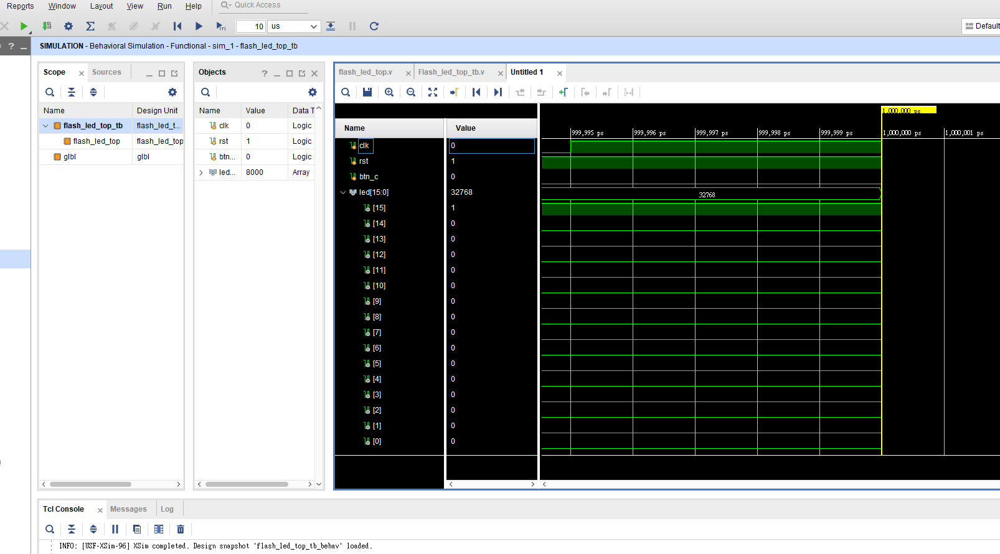 Reports Window Layout View Run Help Quick Access
10 us Default
? SIMULATION - Behavioral Simulation - Functional - sim_1 - flash_led_top_tb
Scope Sources
Name Design Unit
flash_led_top_tb flash_led_t...
flash_led_top flash_led_top
glbl glbl
Objects ?
Name Value Data T
clk 0 Logic
rst 1 Logic
btn... 0 Logic
led... 8000 Array
flash_led_top.v Flash_led_top_tb.v Untitled 1
Name Value
clk 0
rst 1
btn_c 0
led[15:0] 32768
[15] 1
[14] 0
[13] 0
[12] 0
[11] 0
[10] 0
[9] 0
[8] 0
[7] 0
[6] 0
[5] 0
[4] 0
[3] 0
[2] 0
[1] 0
[0] 0
1,000,000 ps
999,995 ps 999,996 ps 999,997 ps 999,998 ps 999,999 ps 1,000,000 ps 1,000,001 ps
32768
Tcl Console Messages Log
INFO: [USF-XSim-96] XSim completed. Design snapshot 'flash_led_top_tb_behav' loaded.